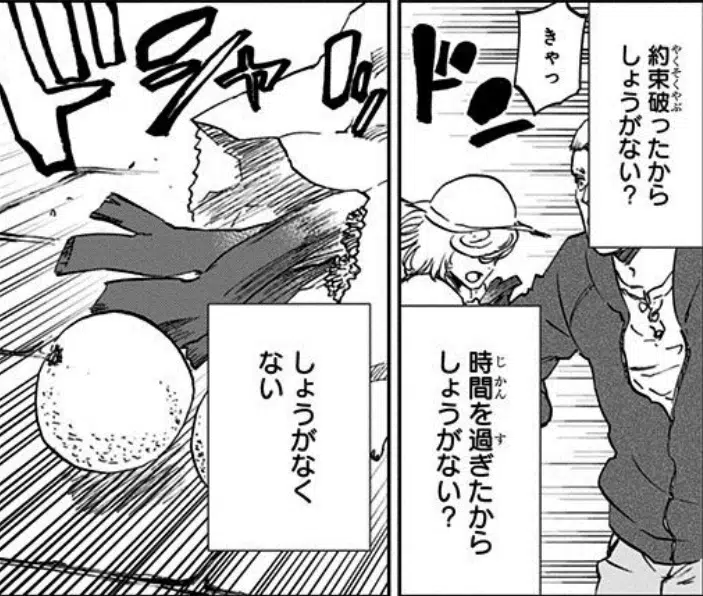 約束破ったから
しょうがない?
きゃっ
ドン
時間を過ぎたから
しょうがない?
ドシャッ
しょうがなく
ない